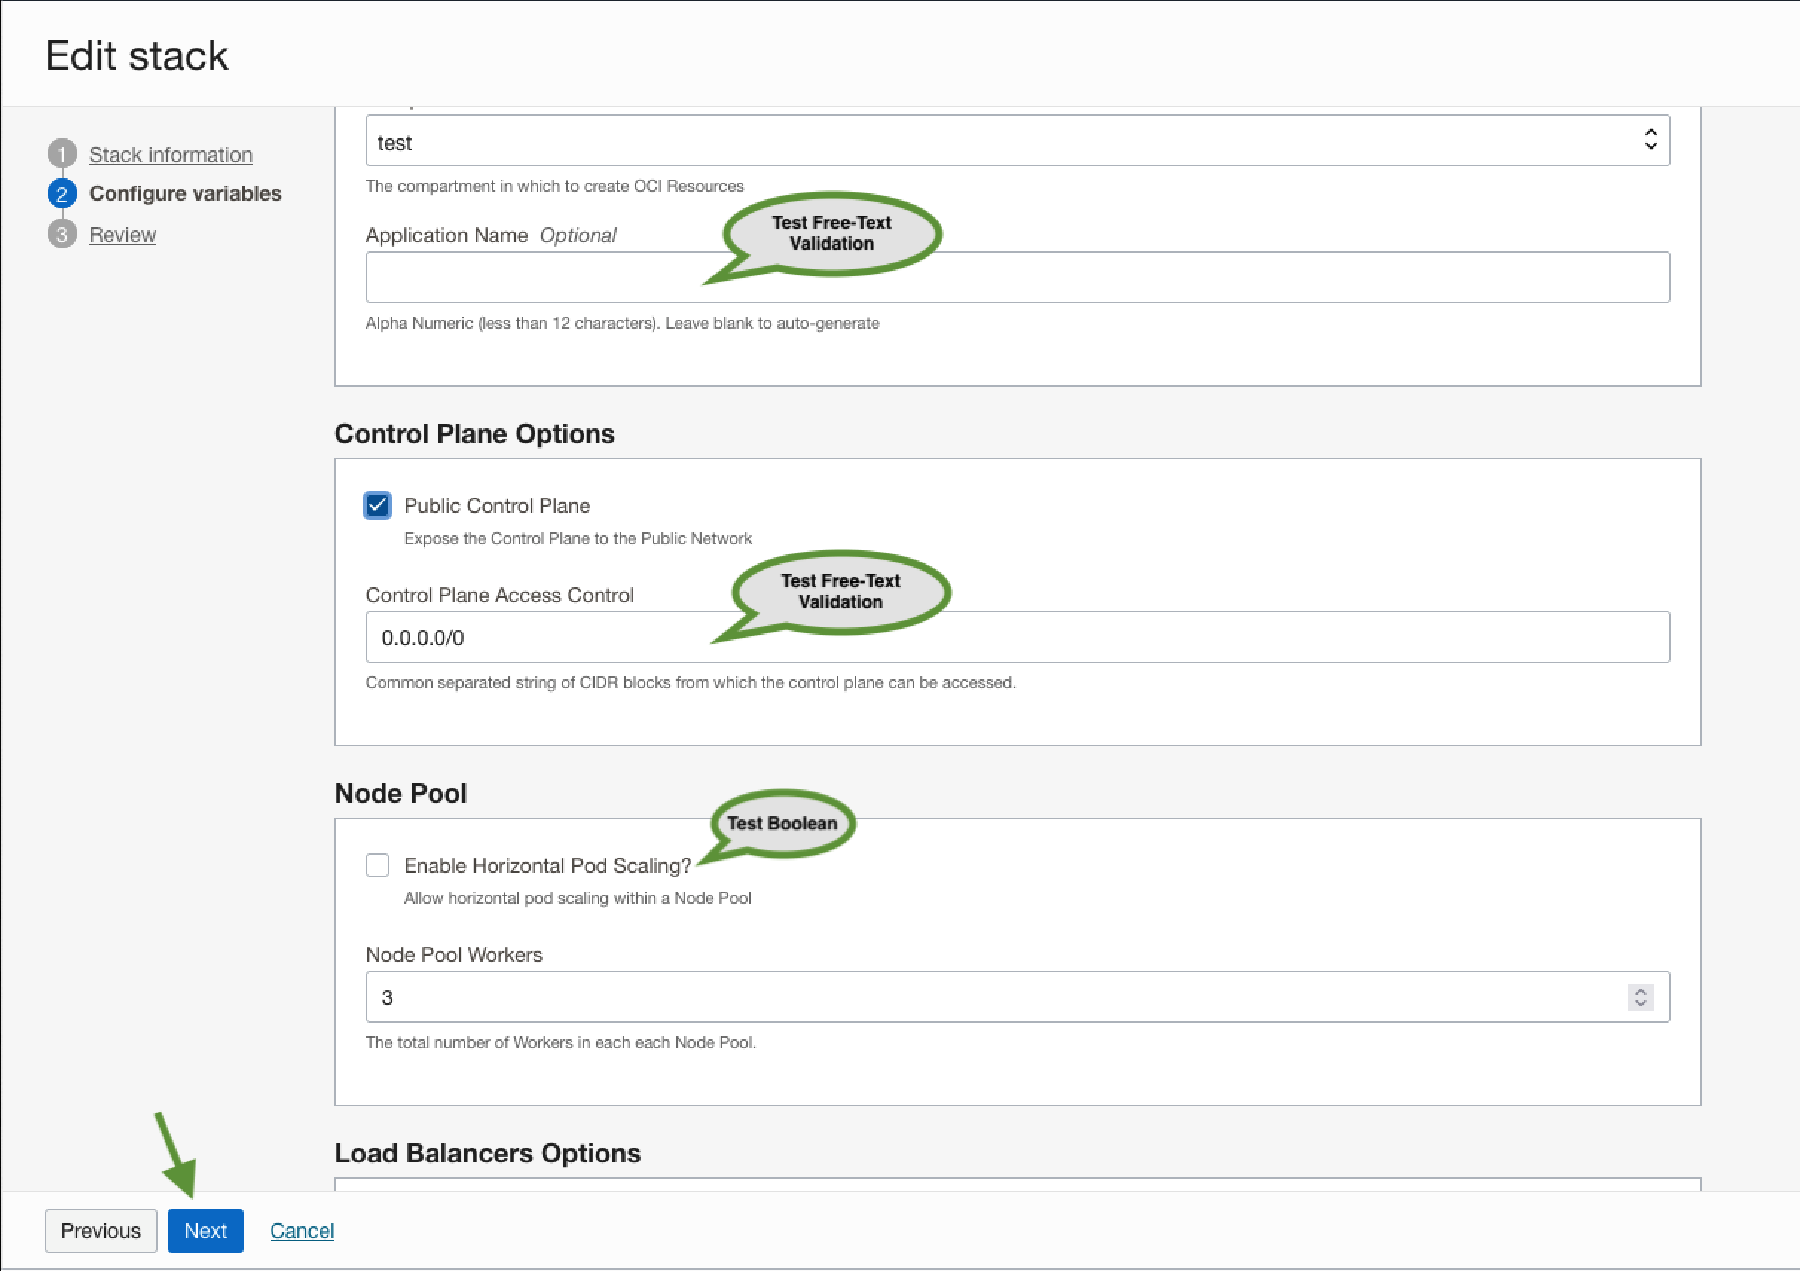 Edit stack
1 Stack information
2 Configure variables
3 Review
test
The compartment in which to create OCI Resources
Test Free-Text
Validation
Application Name Optional
Alpha Numeric (less than 12 characters). Leave blank to auto-generate
Control Plane Options
Public Control Plane
Expose the Control Plane to the Public Network
Test Free-Text
Validation
Control Plane Access Control
0.0.0.0/0
Common separated string of CIDR blocks from which the control plane can be accessed.
Node Pool
Test Boolean
Enable Horizontal Pod Scaling?
Allow horizontal pod scaling within a Node Pool
Node Pool Workers
3
The total number of Workers in each each Node Pool.
Load Balancers Options
Previous Next Cancel